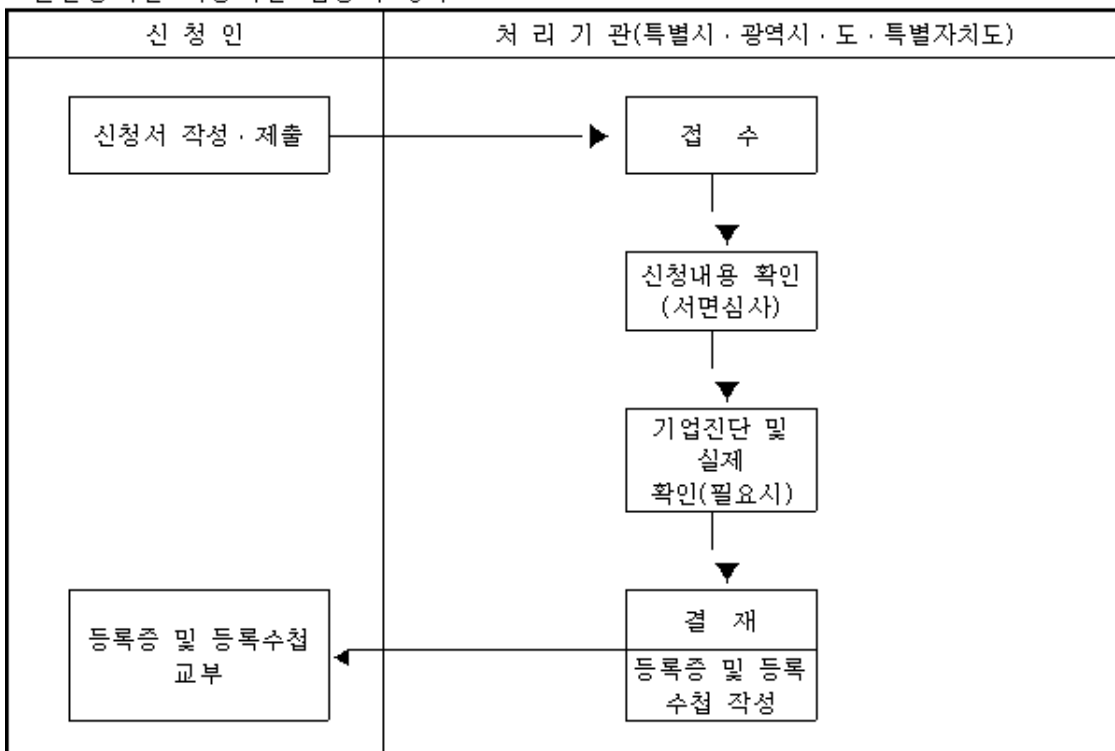 신 청 인
처 리 기 관(특별시 · 광역시 · 도 · 특별자치도)
신청서 작성 · 제출
접 수
신청내용 확인
(서면심사)
기업진단 및
실제
확인(필요시)
결 재
등록증 및 등록수첩
교부
등록증 및 등록
수첩 작성